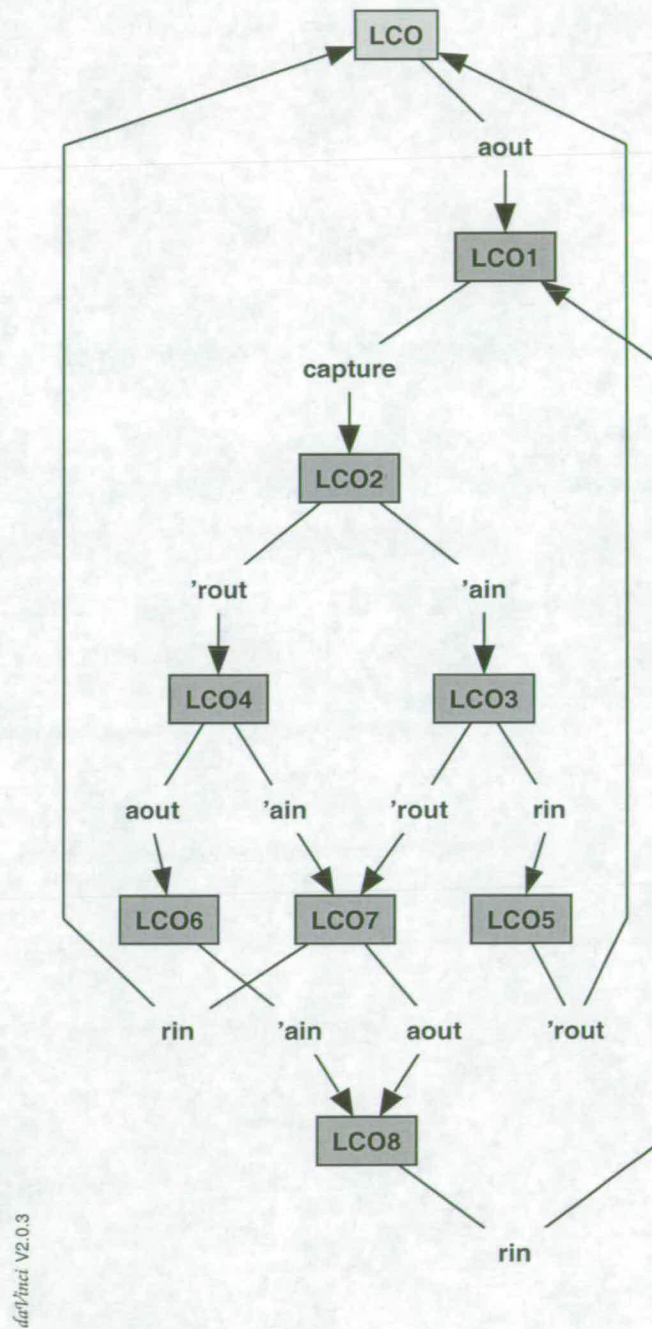 LCO
aout
LCO1
capture
LCO2
'rout 'ain
LCO4 LCO3
aout 'ain 'rout rin
LCO6 LCO7 LCO5
rin 'ain aout 'rout
LCO8
rin
daVinci V2.0.3